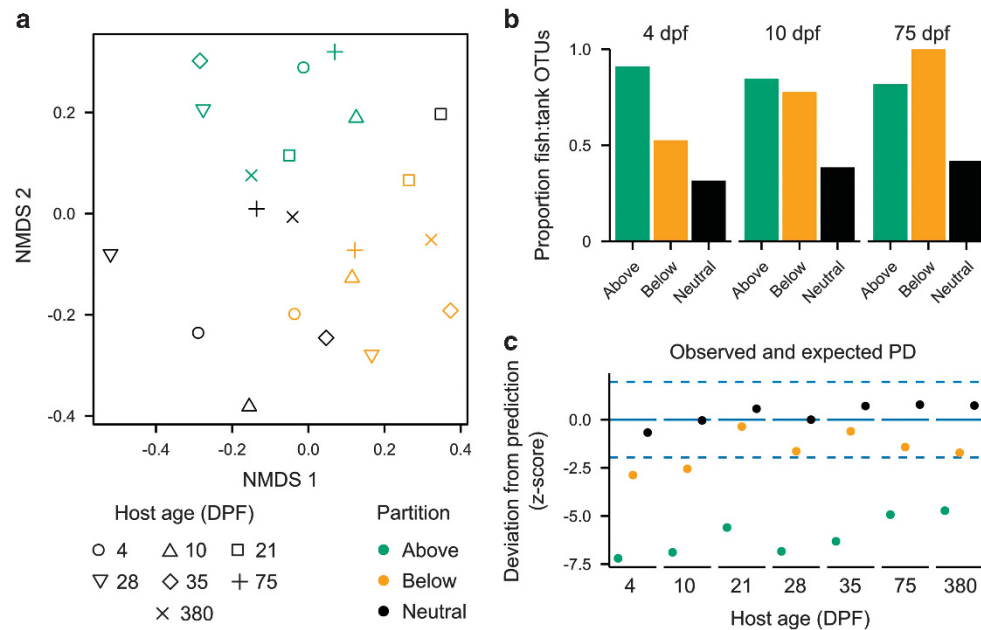 a
NMDS 2
0.2
0.0
-0.2
-0.4
-0.4 -0.2 0.0 0.2 0.4
NMDS 1
Host age (DPF)
4 10 21
28 35 75
380
Partition
Above
Below
Neutral
b
4 dpf 10 dpf 75 dpf
Proportion fish:tank OTUs
1.0
0.5
0
Above Below Neutral Above Below Neutral Above Below Neutral
c
Observed and expected PD
Deviation from prediction
(z-score)
0.0
-2.5
-5.0
-7.5
4 10 21 28 35 75 380
Host age (DPF)